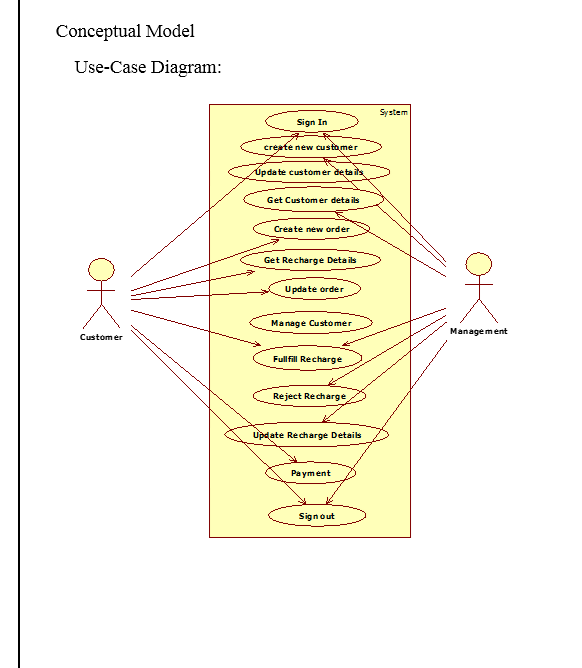 Conceptual Model
Use-Case Diagram:
System
Sign In
create new customer
Update customer details
Get Customer details
Create new order
Get Recharge Details
Update order
Manage Customer
Customer
Management
Fullfill Recharge
Reject Recharge
Update Recharge Details
Payment
Sign out